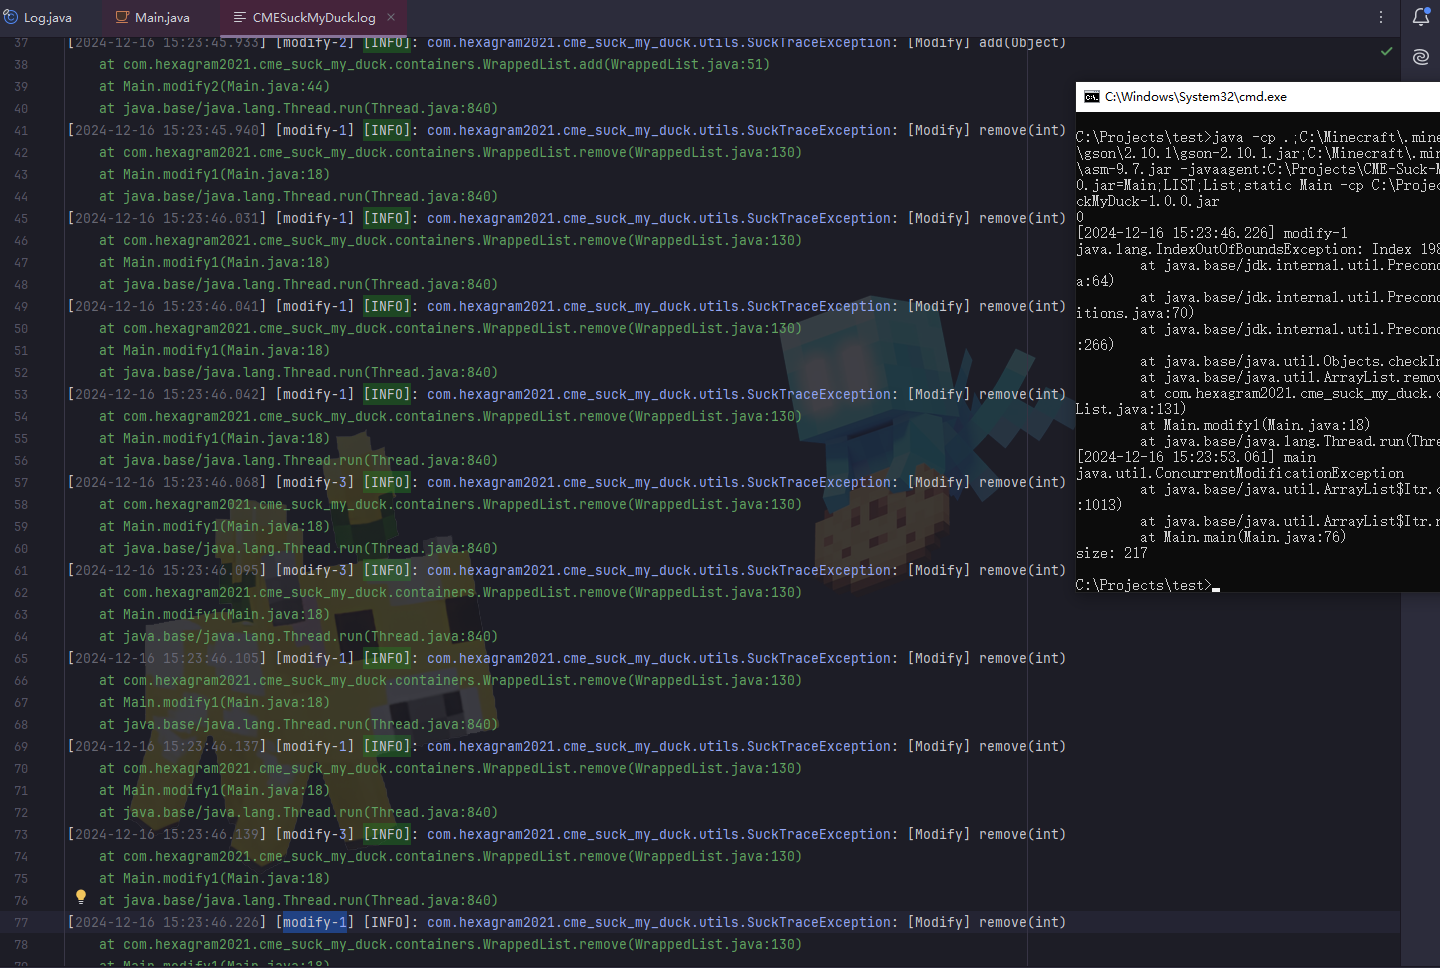 Log.java
Main.java
CMESuckMyDuck.log
37 [2024-12-16 15:23:45.933] [modify-2] [INFO]: com.hexagram2021.cme_suck_my_duck.utils.SuckTraceException: [Modify] add(Object)
38 at com.hexagram2021.cme_suck_my_duck.containers.WrappedList.add(WrappedList.java:51)
39 at Main.modify2(Main.java:44)
40 at java.base/java.lang.Thread.run(Thread.java:840)
41 [2024-12-16 15:23:45.940] [modify-1] [INFO]: com.hexagram2021.cme_suck_my_duck.utils.SuckTraceException: [Modify] remove(int)
42 at com.hexagram2021.cme_suck_my_duck.containers.WrappedList.remove(WrappedList.java:130)
43 at Main.modify1(Main.java:18)
44 at java.base/java.lang.Thread.run(Thread.java:840)
45 [2024-12-16 15:23:46.031] [modify-1] [INFO]: com.hexagram2021.cme_suck_my_duck.utils.SuckTraceException: [Modify] remove(int)
46 at com.hexagram2021.cme_suck_my_duck.containers.WrappedList.remove(WrappedList.java:130)
47 at Main.modify1(Main.java:18)
48 at java.base/java.lang.Thread.run(Thread.java:840)
49 [2024-12-16 15:23:46.041] [modify-1] [INFO]: com.hexagram2021.cme_suck_my_duck.utils.SuckTraceException: [Modify] remove(int)
50 at com.hexagram2021.cme_suck_my_duck.containers.WrappedList.remove(WrappedList.java:130)
51 at Main.modify1(Main.java:18)
52 at java.base/java.lang.Thread.run(Thread.java:840)
53 [2024-12-16 15:23:46.042] [modify-1] [INFO]: com.hexagram2021.cme_suck_my_duck.utils.SuckTraceException: [Modify] remove(int)
54 at com.hexagram2021.cme_suck_my_duck.containers.WrappedList.remove(WrappedList.java:130)
55 at Main.modify1(Main.java:18)
56 at java.base/java.lang.Thread.run(Thread.java:840)
57 [2024-12-16 15:23:46.068] [modify-3] [INFO]: com.hexagram2021.cme_suck_my_duck.utils.SuckTraceException: [Modify] remove(int)
58 at com.hexagram2021.cme_suck_my_duck.containers.WrappedList.remove(WrappedList.java:130)
59 at Main.modify1(Main.java:18)
60 at java.base/java.lang.Thread.run(Thread.java:840)
61 [2024-12-16 15:23:46.095] [modify-3] [INFO]: com.hexagram2021.cme_suck_my_duck.utils.SuckTraceException: [Modify] remove(int)
62 at com.hexagram2021.cme_suck_my_duck.containers.WrappedList.remove(WrappedList.java:130)
63 at Main.modify1(Main.java:18)
64 at java.base/java.lang.Thread.run(Thread.java:840)
65 [2024-12-16 15:23:46.105] [modify-1] [INFO]: com.hexagram2021.cme_suck_my_duck.utils.SuckTraceException: [Modify] remove(int)
66 at com.hexagram2021.cme_suck_my_duck.containers.WrappedList.remove(WrappedList.java:130)
67 at Main.modify1(Main.java:18)
68 at java.base/java.lang.Thread.run(Thread.java:840)
69 [2024-12-16 15:23:46.137] [modify-1] [INFO]: com.hexagram2021.cme_suck_my_duck.utils.SuckTraceException: [Modify] remove(int)
70 at com.hexagram2021.cme_suck_my_duck.containers.WrappedList.remove(WrappedList.java:130)
71 at Main.modify1(Main.java:18)
72 at java.base/java.lang.Thread.run(Thread.java:840)
73 [2024-12-16 15:23:46.139] [modify-3] [INFO]: com.hexagram2021.cme_suck_my_duck.utils.SuckTraceException: [Modify] remove(int)
74 at com.hexagram2021.cme_suck_my_duck.containers.WrappedList.remove(WrappedList.java:130)
75 at Main.modify1(Main.java:18)
76 at java.base/java.lang.Thread.run(Thread.java:840)
77 [2024-12-16 15:23:46.226] [modify-1] [INFO]: com.hexagram2021.cme_suck_my_duck.utils.SuckTraceException: [Modify] remove(int)
78 at com.hexagram2021.cme_suck_my_duck.containers.WrappedList.remove(WrappedList.java:130)
79 at Main.modify1(Main.java:18)
C:\Windows\System32\cmd.exe
C:\Projects\test>java -cp .;C:\Minecraft\.mine
\gson\2.10.1\gson-2.10.1.jar;C:\Minecraft\.min
\asm-9.7.jar -javaagent:C:\Projects\CME-Suck-M
0.jar=Main;LIST;List;static Main -cp C:\Projec
ckMyDuck-1.0.0.jar
0
[2024-12-16 15:23:46.226] modify-1
java.lang.IndexOutOfBoundsException: Index 198
at java.base/jdk.internal.util.Precond
a:64)
at java.base/jdk.internal.util.Precond
itions.java:70)
at java.base/jdk.internal.util.Precond
:266)
at java.base/java.util.Objects.checkIn
at java.base/java.util.ArrayList.remov
at com.hexagram2021.cme_suck_my_duck.c
List.java:131)
at Main.modify1(Main.java:18)
at java.base/java.lang.Thread.run(Thre
[2024-12-16 15:23:53.061] main
java.util.ConcurrentModificationException
at java.base/java.util.ArrayList$Itr.c
:1013)
at java.base/java.util.ArrayList$Itr.n
at Main.main(Main.java:76)
size: 217
C:\Projects\test>